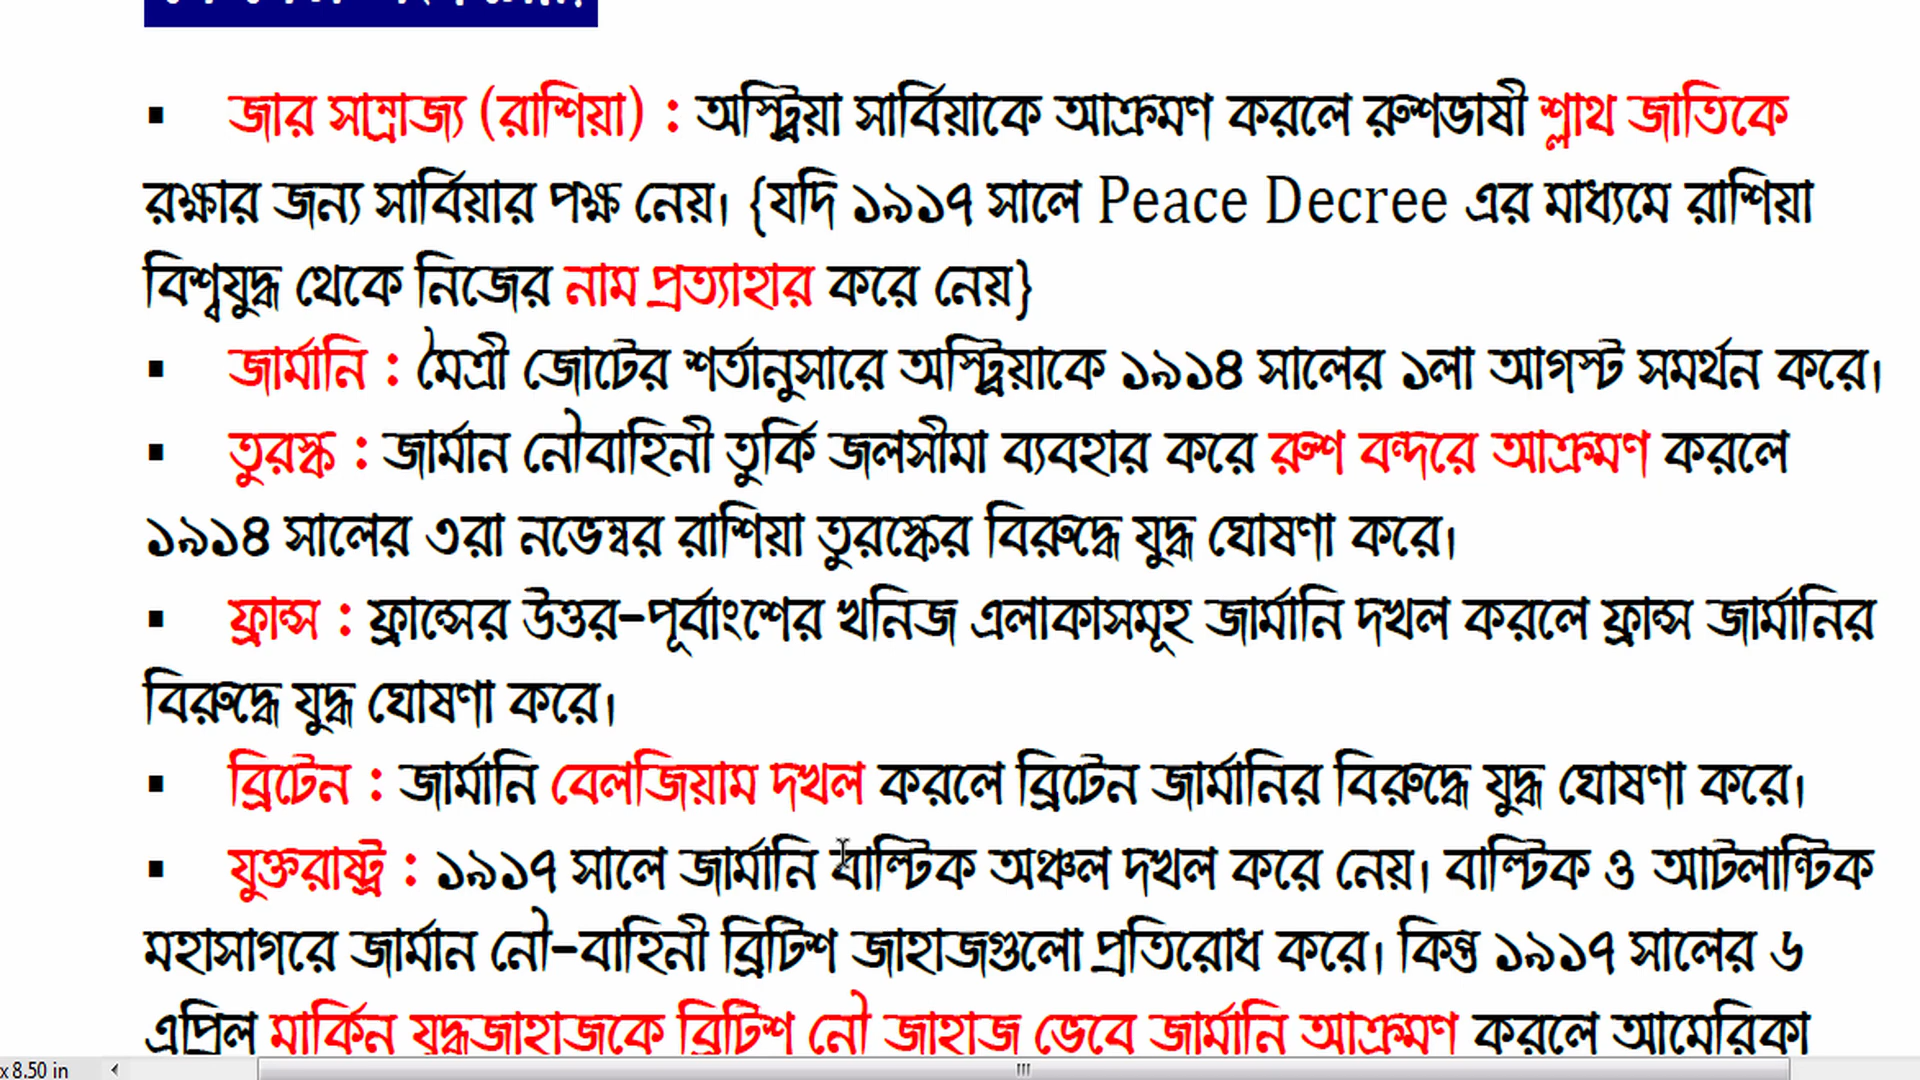 ▪ জার সাম্রাজ্য (রাশিয়া) : অস্ট্রিয়া সার্বিয়াকে আক্রমণ করলে রুশভাষী শ্লাথ জাতিকে
রক্ষার জন্য সার্বিয়ার পক্ষ নেয়। {যদি ১৯১৭ সালে Peace Decree এর মাধ্যমে রাশিয়া
বিশ্বযুদ্ধ থেকে নিজের নাম প্রত্যাহার করে নেয়}
▪ জার্মানি : মৈত্রী জোটের শর্তানুসারে অস্ট্রিয়াকে ১৯১৪ সালের ১লা আগস্ট সমর্থন করে।
▪ তুরস্ক : জার্মান নৌবাহিনী তুর্কি জলসীমা ব্যবহার করে রুশ বন্দরে আক্রমণ করলে
১৯১৪ সালের ৩রা নভেম্বর রাশিয়া তুরস্কের বিরুদ্ধে যুদ্ধ ঘোষণা করে।
▪ ফ্রান্স : ফ্রান্সের উত্তর-পূর্বাংশের খনিজ এলাকাসমূহ জার্মানি দখল করলে ফ্রান্স জার্মানির
বিরুদ্ধে যুদ্ধ ঘোষণা করে।
▪ ব্রিটেন : জার্মানি বেলজিয়াম দখল করলে ব্রিটেন জার্মানির বিরুদ্ধে যুদ্ধ ঘোষণা করে।
▪ যুক্তরাষ্ট্র : ১৯১৭ সালে জার্মানি বাল্টিক অঞ্চল দখল করে নেয়। বাল্টিক ও আটলান্টিক
মহাসাগরে জার্মান নৌ-বাহিনী ব্রিটিশ জাহাজগুলো প্রতিরোধ করে। কিন্তু ১৯১৭ সালের ৬
এপ্রিল মার্কিন যুদ্ধজাহাজকে ব্রিটিশ নৌ জাহাজ ভেবে জার্মানি আক্রমণ করলে আমেরিকা
x 8.50 in